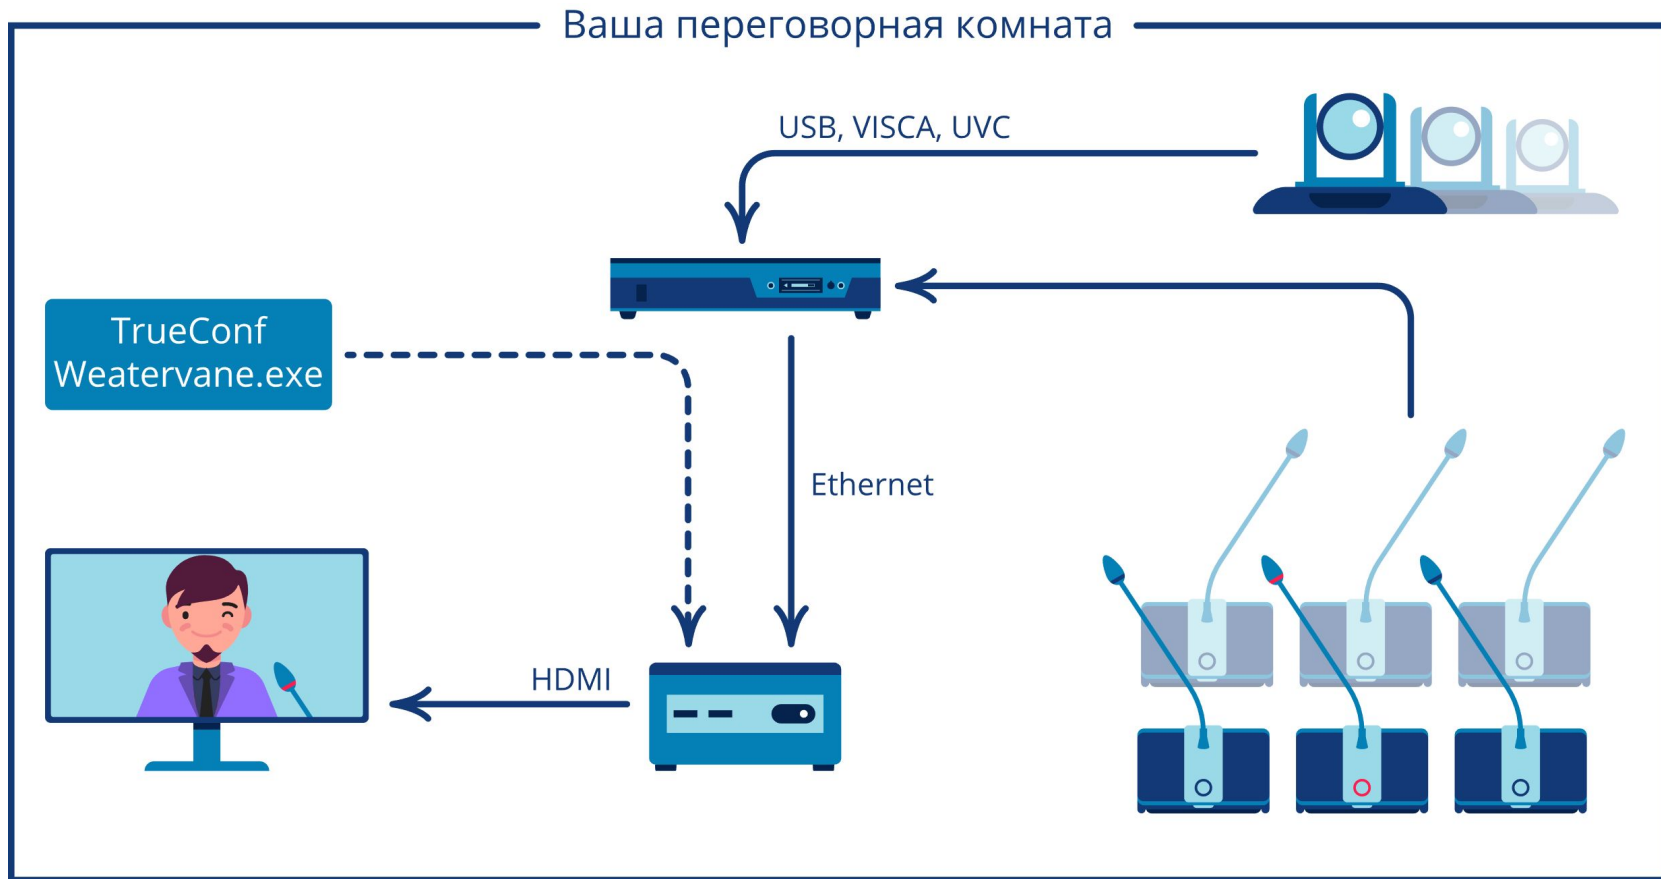 Ваша переговорная комната
USB, VISCA, UVC
TrueConf
Weatervane.exe
Ethernet
HDMI